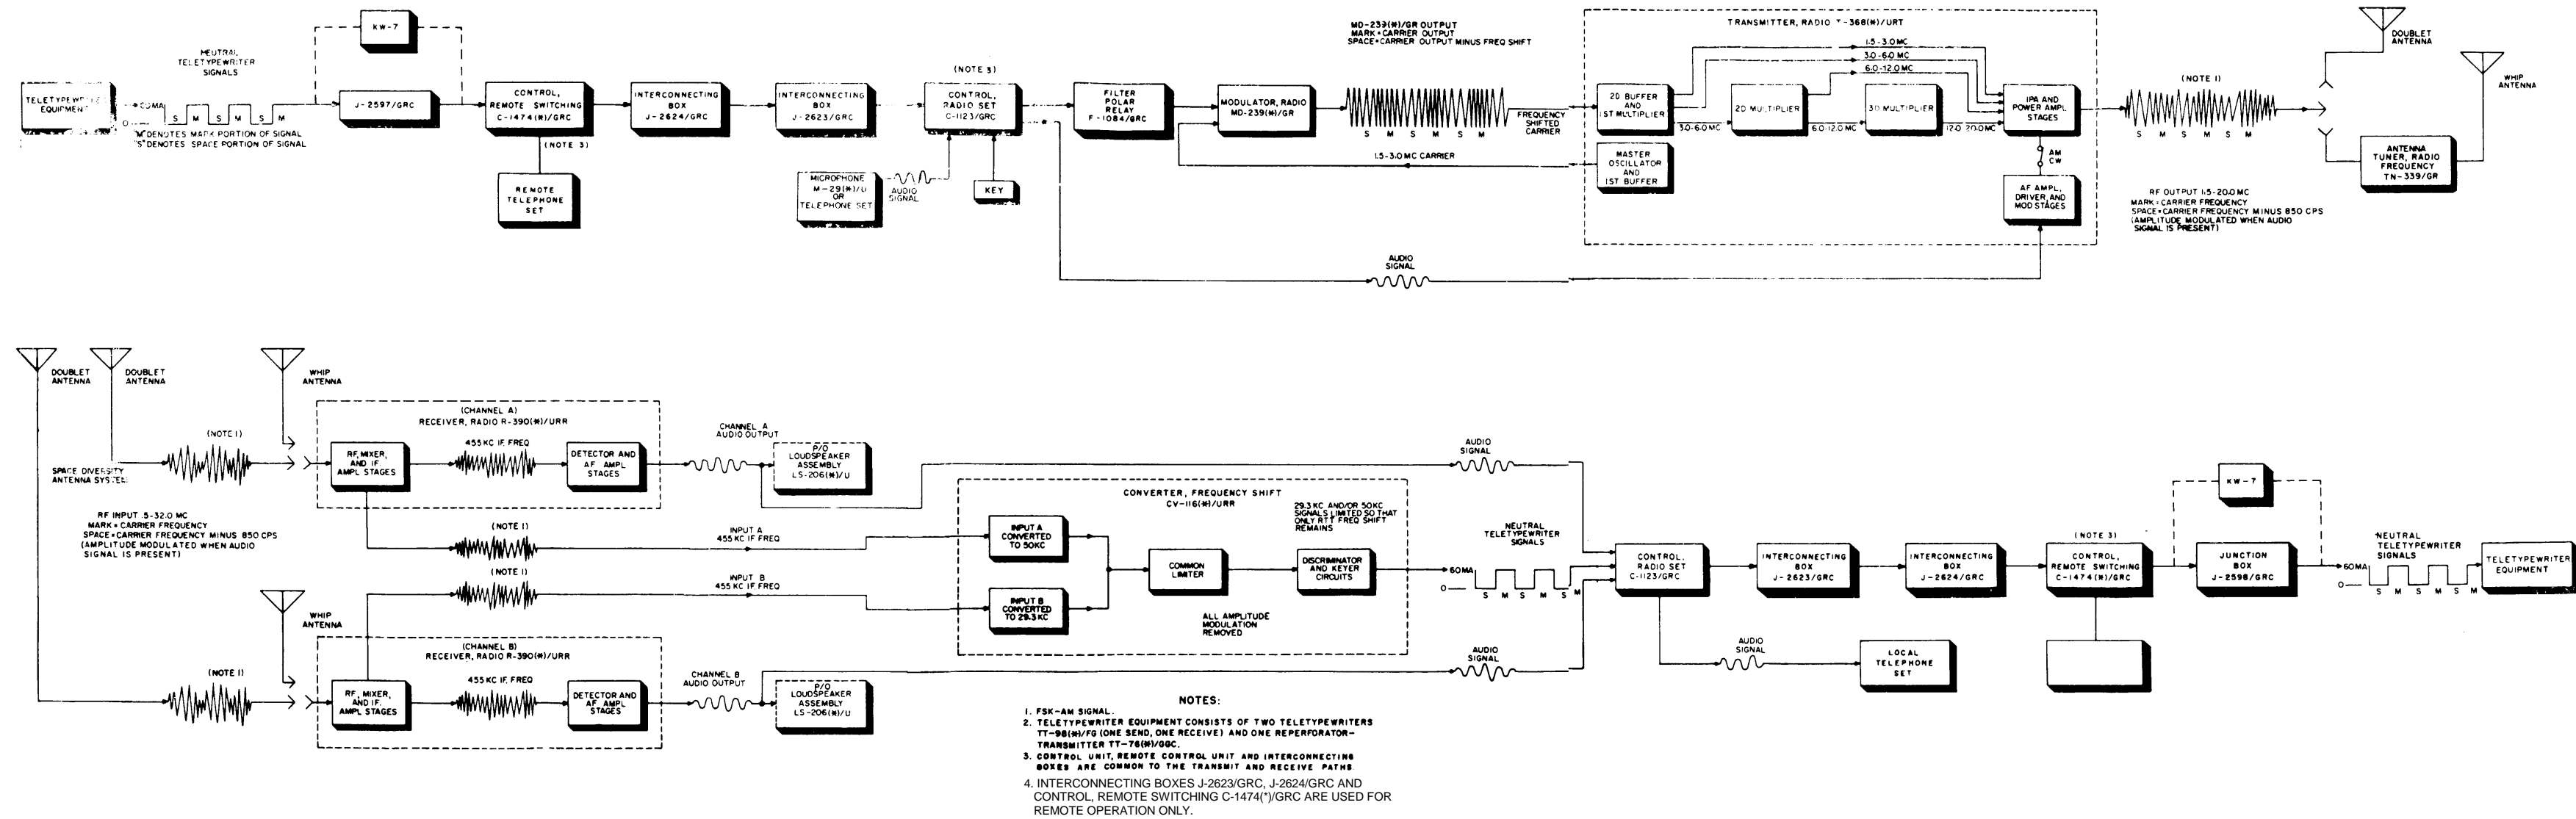 KW-7
NEUTRAL
TELETYPEWRITER
SIGNALS
TELETYPEWRITER
EQUIPMENT
60MA
O
S M S M S M
"M" DENOTES MARK PORTION OF SIGNAL
"S" DENOTES SPACE PORTION OF SIGNAL
J-2597/GRC
CONTROL,
REMOTE SWITCHING
C-1474(*)/GRC
(NOTE 3)
REMOTE
TELEPHONE
SET
INTERCONNECTING
BOX
J-2624/GRC
INTERCONNECTING
BOX
J-2623/GRC
(NOTE 3)
CONTROL,
RADIO SET
C-1123/GRC
MICROPHONE
M-29(*)/U
OR
TELEPHONE SET
AUDIO
SIGNAL
KEY
FILTER
POLAR
RELAY
F-1084/GRC
MODULATOR, RADIO
MD-239(*)/GR
MD-239(*)/GR OUTPUT
MARK=CARRIER OUTPUT
SPACE=CARRIER OUTPUT MINUS FREQ SHIFT
S M S M S M
FREQUENCY
SHIFTED
CARRIER
1.5-3.0 MC CARRIER
AUDIO
SIGNAL
TRANSMITTER, RADIO T-368(*)/URT
1.5-3.0 MC
3.0-6.0 MC
6.0-12.0 MC
2D BUFFER
AND
1ST MULTIPLIER
3.0-6.0 MC
2D MULTIPLIER
6.0-12.0 MC
3D MULTIPLIER
12.0-20.0 MC
IPA AND
POWER AMPL
STAGES
MASTER
OSCILLATOR
AND
1ST BUFFER
AM
CW
AF AMPL,
DRIVER, AND
MOD STAGES
(NOTE 1)
S M S M S M
RF OUTPUT 1.5-20.0 MC
MARK=CARRIER FREQUENCY
SPACE=CARRIER FREQUENCY MINUS 850 CPS
(AMPLITUDE MODULATED WHEN AUDIO
SIGNAL IS PRESENT)
DOUBLET
ANTENNA
WHIP
ANTENNA
ANTENNA
TUNER, RADIO
FREQUENCY
TN-339/GR
DOUBLET
ANTENNA
DOUBLET
ANTENNA
WHIP
ANTENNA
(NOTE 1)
SPACE DIVERSITY
ANTENNA SYSTEM
RF INPUT .5-32.0 MC
MARK=CARRIER FREQUENCY
SPACE=CARRIER FREQUENCY MINUS 850 CPS
(AMPLITUDE MODULATED WHEN AUDIO
SIGNAL IS PRESENT)
(CHANNEL A)
RECEIVER, RADIO R-390(*)/URR
RF, MIXER,
AND IF.
AMPL STAGES
455 KC IF. FREQ
DETECTOR AND
AF AMPL
STAGES
CHANNEL A
AUDIO OUTPUT
P/O
LOUDSPEAKER
ASSEMBLY
LS-206(*)/U
(NOTE 1)
INPUT A
455 KC IF FREQ
(NOTE 1)
INPUT B
455 KC IF FREQ
WHIP
ANTENNA
(NOTE 1)
(CHANNEL B)
RECEIVER, RADIO R-390(*)/URR
RF, MIXER,
AND IF.
AMPL STAGES
455 KC IF. FREQ
DETECTOR AND
AF AMPL
STAGES
CHANNEL B
AUDIO OUTPUT
P/O
LOUDSPEAKER
ASSEMBLY
LS-206(*)/U
CONVERTER, FREQUENCY SHIFT
CV-116(*)/URR
INPUT A
CONVERTED
TO 50KC
INPUT B
CONVERTED
TO 29.3 KC
COMMON
LIMITER
29.3 KC AND/OR 50KC
SIGNALS LIMITED SO THAT
ONLY RTT FREQ SHIFT
REMAINS
DISCRIMINATOR
AND KEYER
CIRCUITS
ALL AMPLITUDE
MODULATION
REMOVED
AUDIO
SIGNAL
NEUTRAL
TELETYPEWRITER
SIGNALS
60MA
O
S M S M S M
AUDIO
SIGNAL
CONTROL,
RADIO SET
C-1123/GRC
INTERCONNECTING
BOX
J-2623/GRC
INTERCONNECTING
BOX
J-2624/GRC
(NOTE 3)
CONTROL,
REMOTE SWITCHING
C-1474(*)/GRC
AUDIO
SIGNAL
LOCAL
TELEPHONE
SET
KW-7
JUNCTION
BOX
J-2598/GRC
NEUTRAL
TELETYPEWRITER
SIGNALS
60MA
O
S M S M S M
TELETYPEWRITER
EQUIPMENT
NOTES:
1. FSK-AM SIGNAL.
2. TELETYPEWRITER EQUIPMENT CONSISTS OF TWO TELETYPEWRITERS
TT-98(*)/FG (ONE SEND, ONE RECEIVE) AND ONE REPERFORATOR-
TRANSMITTER TT-76(*)/GGC.
3. CONTROL UNIT, REMOTE CONTROL UNIT AND INTERCONNECTING
BOXES ARE COMMON TO THE TRANSMIT AND RECEIVE PATHS
4. INTERCONNECTING BOXES J-2623/GRC, J-2624/GRC AND
CONTROL, REMOTE SWITCHING C-1474(*)/GRC ARE USED FOR
REMOTE OPERATION ONLY.